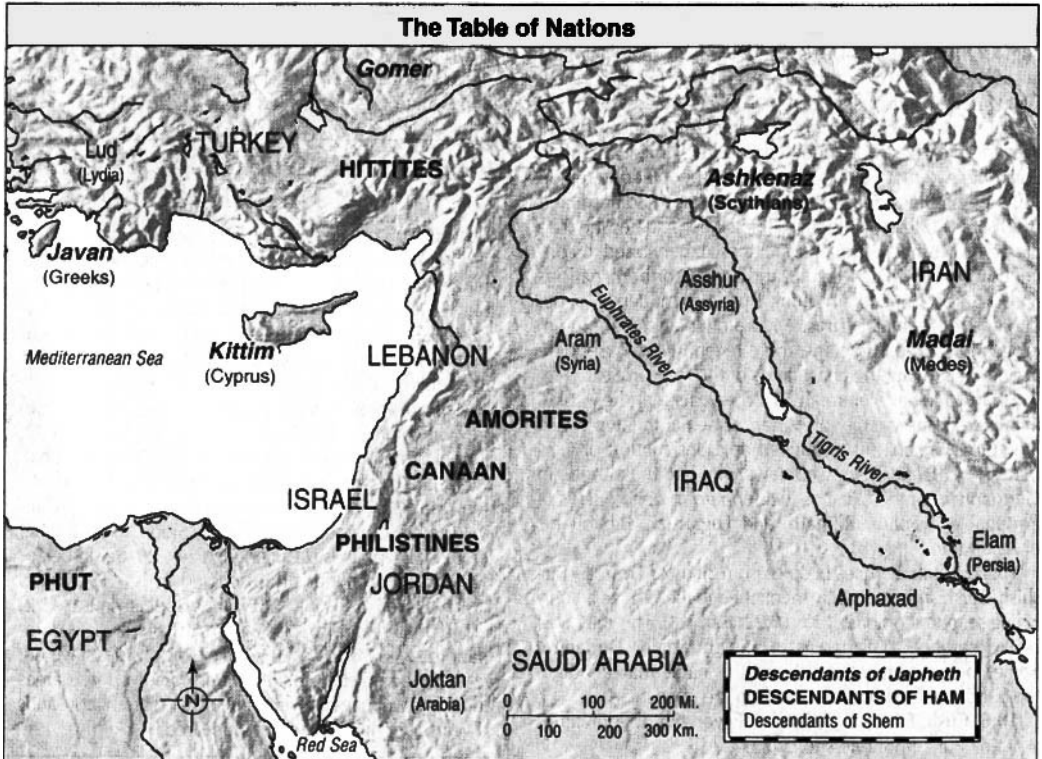 The Table of Nations
Gomer
TURKEY
Lud
(Lydia)
HITTITES
Ashkenaz
(Scythians)
Javan
(Greeks)
IRAN
Asshur
(Assyria)
Euphrates River
Mediterranean Sea
Kittim
(Cyprus)
LEBANON
Aram
(Syria)
Madai
(Medes)
AMORITES
CANAAN
IRAQ
Tigris River
ISRAEL
PHILISTINES
Elam
(Persia)
PHUT
JORDAN
Arphaxad
EGYPT
SAUDI ARABIA
Joktan
(Arabia)
N
0 100 200 Mi.
0 100 200 300 Km.
Red Sea
Descendants of Japheth
DESCENDANTS OF HAM
Descendants of Shem